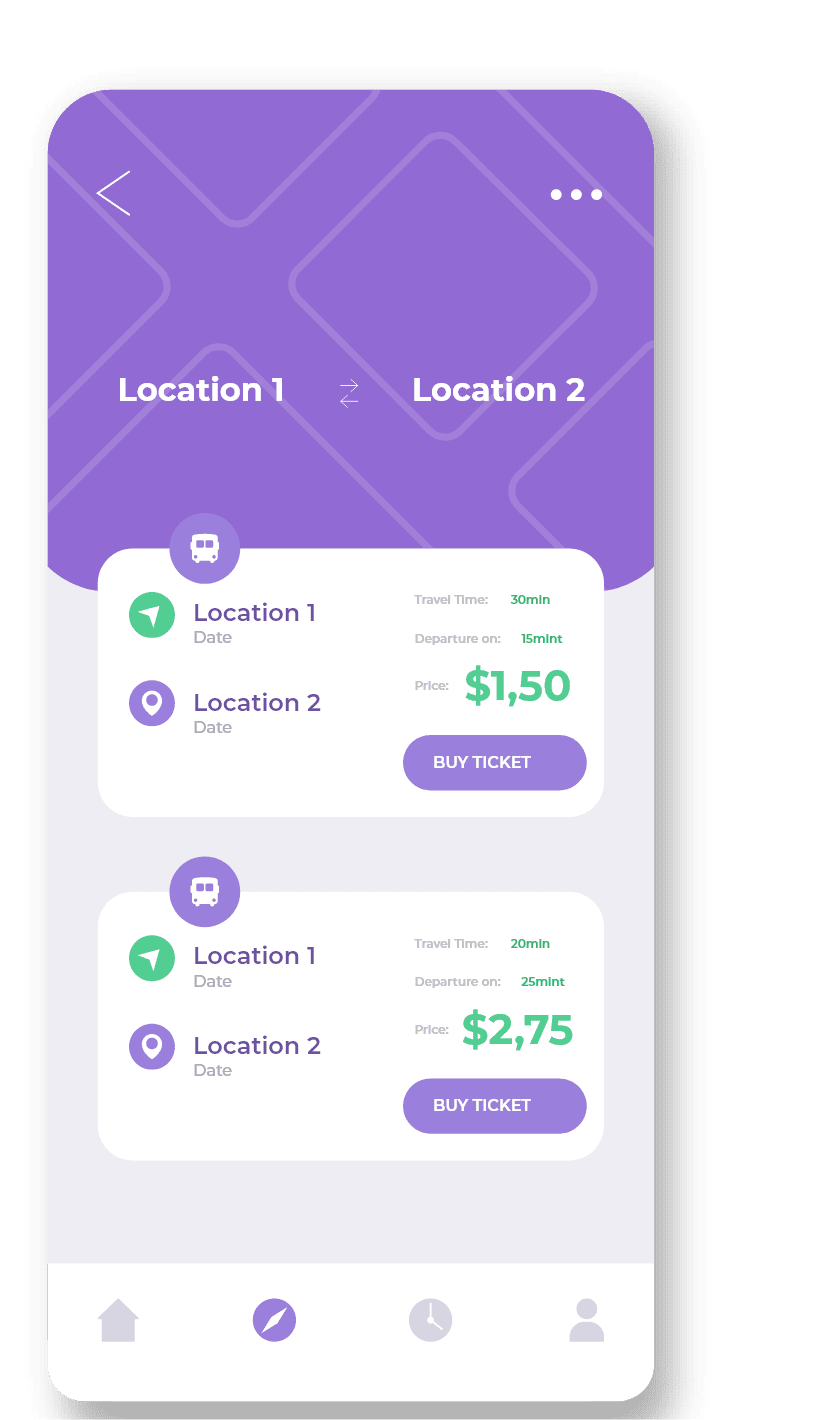 Location 1 Location 2
Location 1
Date
Location 2
Date
Travel Time: 30min
Departure on: 15mint
Price: $1,50
BUY TICKET
Location 1
Date
Location 2
Date
Travel Time: 20min
Departure on: 25mint
Price: $2,75
BUY TICKET